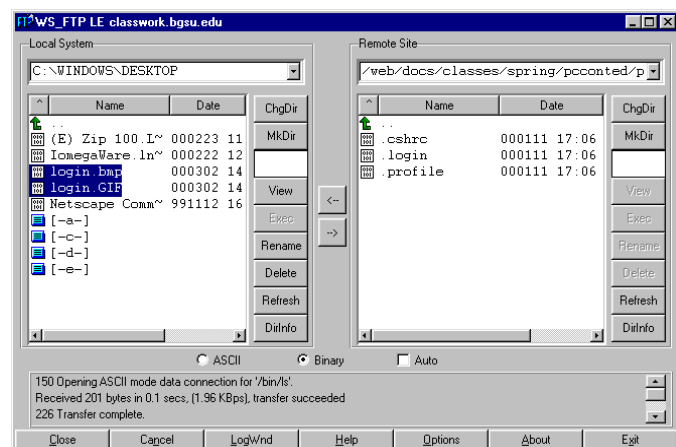 WS_FTP LE classwork.bgsu.edu
Local System
C:\WINDOWS\DESKTOP
^ Name Date
..
(E) Zip 100.L~ 000223 11
IomegaWare.ln~ 000222 12
login.bmp 000302 14
login.GIF 000302 14
Netscape Comm~ 991112 16
[-a-]
[-c-]
[-d-]
[-e-]
ChgDir
MkDir
View
Exec
Rename
Delete
Refresh
DirInfo
<--
-->
Remote Site
/web/docs/classes/spring/pcconted/p
^ Name Date
..
.cshrc 000111 17:06
.login 000111 17:06
.profile 000111 17:06
ChgDir
MkDir
View
Exec
Rename
Delete
Refresh
DirInfo
ASCII Binary Auto
150 Opening ASCII mode data connection for '/bin/ls'.
Received 201 bytes in 0.1 secs, (1.96 KBps), transfer succeeded
226 Transfer complete.
Close Cancel LogWnd Help Options About Exit